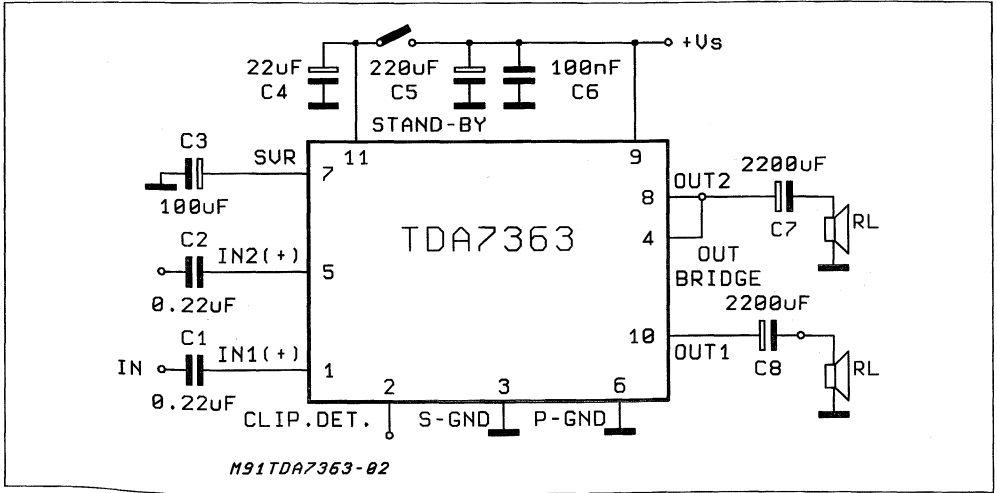 +Vs
22uF
C4
220uF
C5
100nF
C6
STAND-BY
C3
SVR
11
9
7
100uF
2200uF
OUT2
8
C7
RL
TDA7363
4
OUT
BRIDGE
C2
IN2(+)
5
0.22uF
2200uF
10
OUT1
C8
RL
C1
IN1(+)
IN
1
0.22uF
2
3
6
CLIP.DET.
S-GND
P-GND
M91TDA7363-02